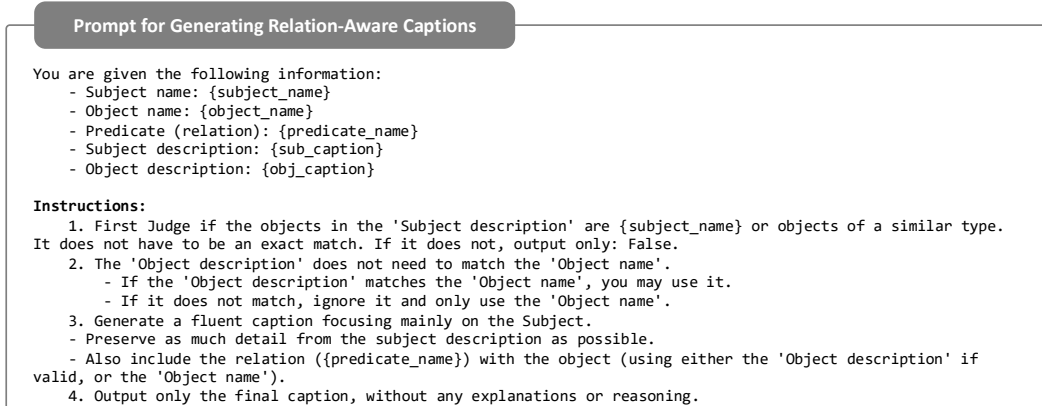 Prompt for Generating Relation-Aware Captions
You are given the following information:
- Subject name: {subject_name}
- Object name: {object_name}
- Predicate (relation): {predicate_name}
- Subject description: {sub_caption}
- Object description: {obj_caption}
Instructions:
1. First Judge if the objects in the 'Subject description' are {subject_name} or objects of a similar type.
It does not have to be an exact match. If it does not, output only: False.
2. The 'Object description' does not need to match the 'Object name'.
- If the 'Object description' matches the 'Object name', you may use it.
- If it does not match, ignore it and only use the 'Object name'.
3. Generate a fluent caption focusing mainly on the Subject.
- Preserve as much detail from the subject description as possible.
- Also include the relation ({predicate_name}) with the object (using either the 'Object description' if
valid, or the 'Object name').
4. Output only the final caption, without any explanations or reasoning.